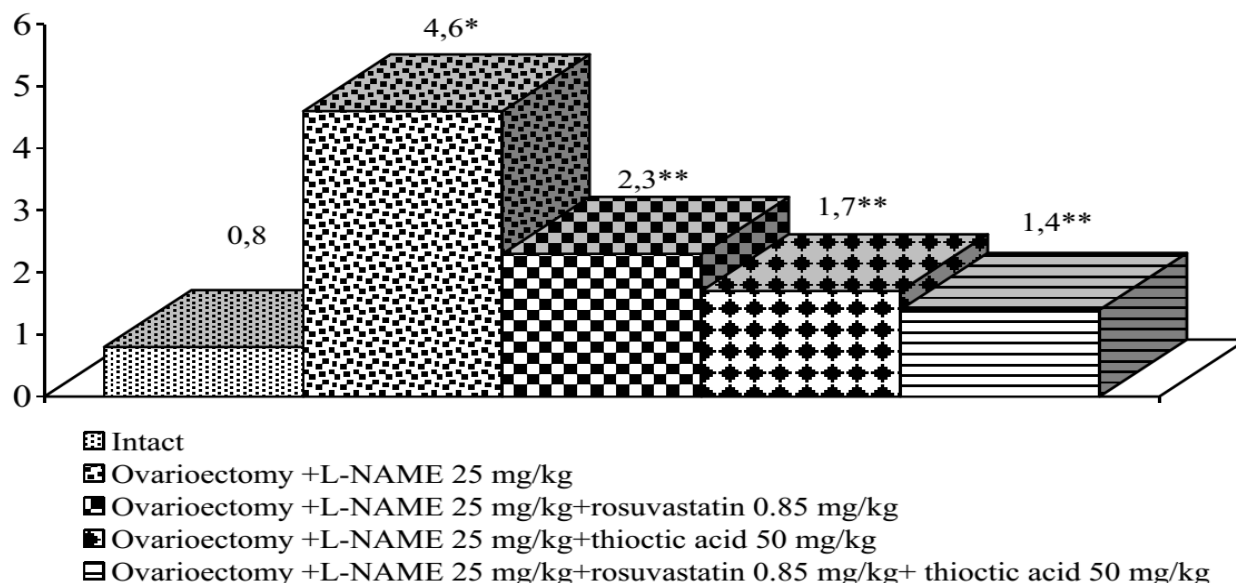 6
4,6*
5
4
2,3**
3
1,7**
1,4**
0,8
2
1
0
Intact
Ovarioectomy +L-NAME 25 mg/kg
Ovarioectomy +L-NAME 25 mg/kg+rosuvastatin 0.85 mg/kg
Ovarioectomy +L-NAME 25 mg/kg+thioctic acid 50 mg/kg
Ovarioectomy +L-NAME 25 mg/kg+rosuvastatin 0.85 mg/kg+ thioctic acid 50 mg/kg